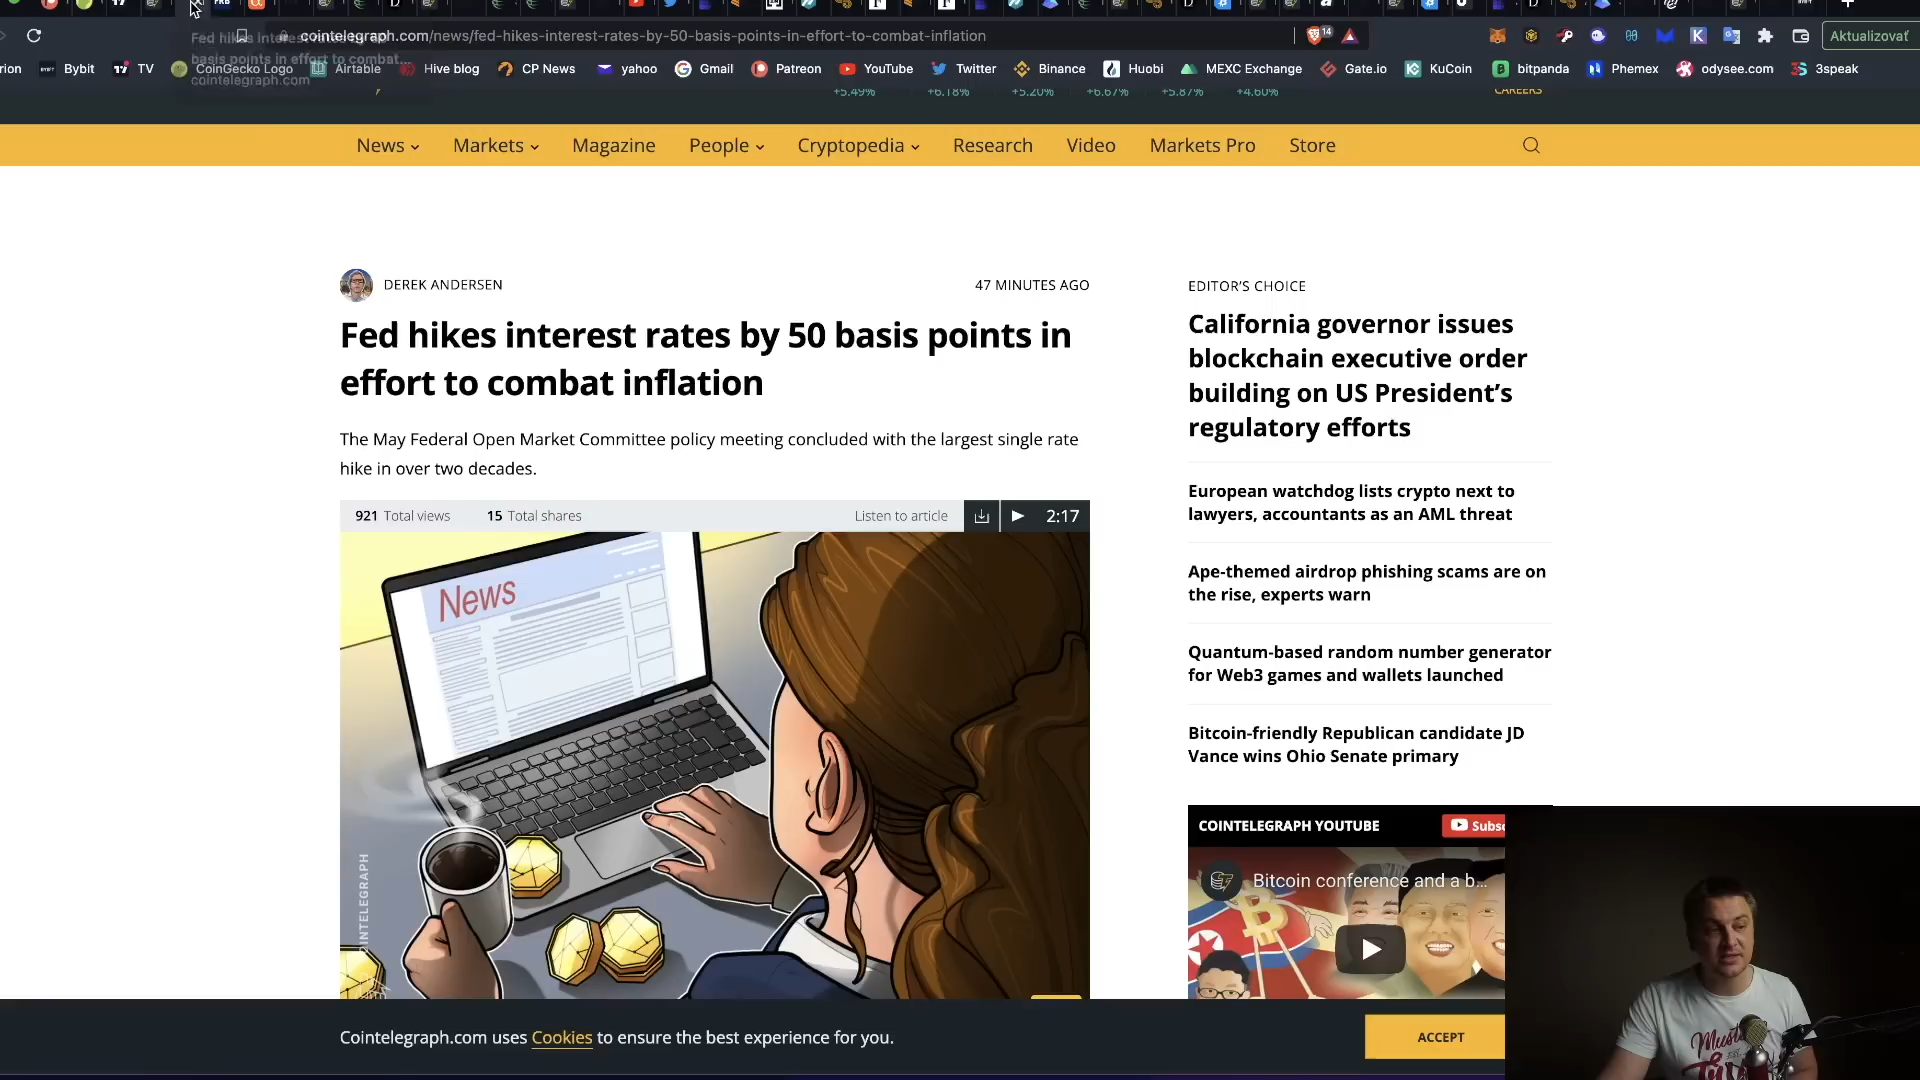 cointelegraph.com/news/fed-hikes-interest-rates-by-50-basis-points-in-effort-to-combat-inflation
14
Aktualizovať
Fed hikes interest
basis points in effort to combat...
cointelegraph.com
rion Bybit TV CoinGecko Logo Airtable Hive blog CP News yahoo Gmail Patreon YouTube Twitter Binance Huobi MEXC Exchange Gate.io KuCoin bitpanda Phemex odysee.com 3speak
+5.49% +6.18% +5.20% +6.67% +5.87% +4.60% CAREERS
News Markets Magazine People Cryptopedia Research Video Markets Pro Store
DEREK ANDERSEN 47 MINUTES AGO
Fed hikes interest rates by 50 basis points in
effort to combat inflation
The May Federal Open Market Committee policy meeting concluded with the largest single rate
hike in over two decades.
921 Total views 15 Total shares Listen to article 2:17
News
COINTELEGRAPH
EDITOR'S CHOICE
California governor issues
blockchain executive order
building on US President's
regulatory efforts
European watchdog lists crypto next to
lawyers, accountants as an AML threat
Ape-themed airdrop phishing scams are on
the rise, experts warn
Quantum-based random number generator
for Web3 games and wallets launched
Bitcoin-friendly Republican candidate JD
Vance wins Ohio Senate primary
COINTELEGRAPH YOUTUBE Subsc
Bitcoin conference and a b...
Cointelegraph.com uses Cookies to ensure the best experience for you.
ACCEPT